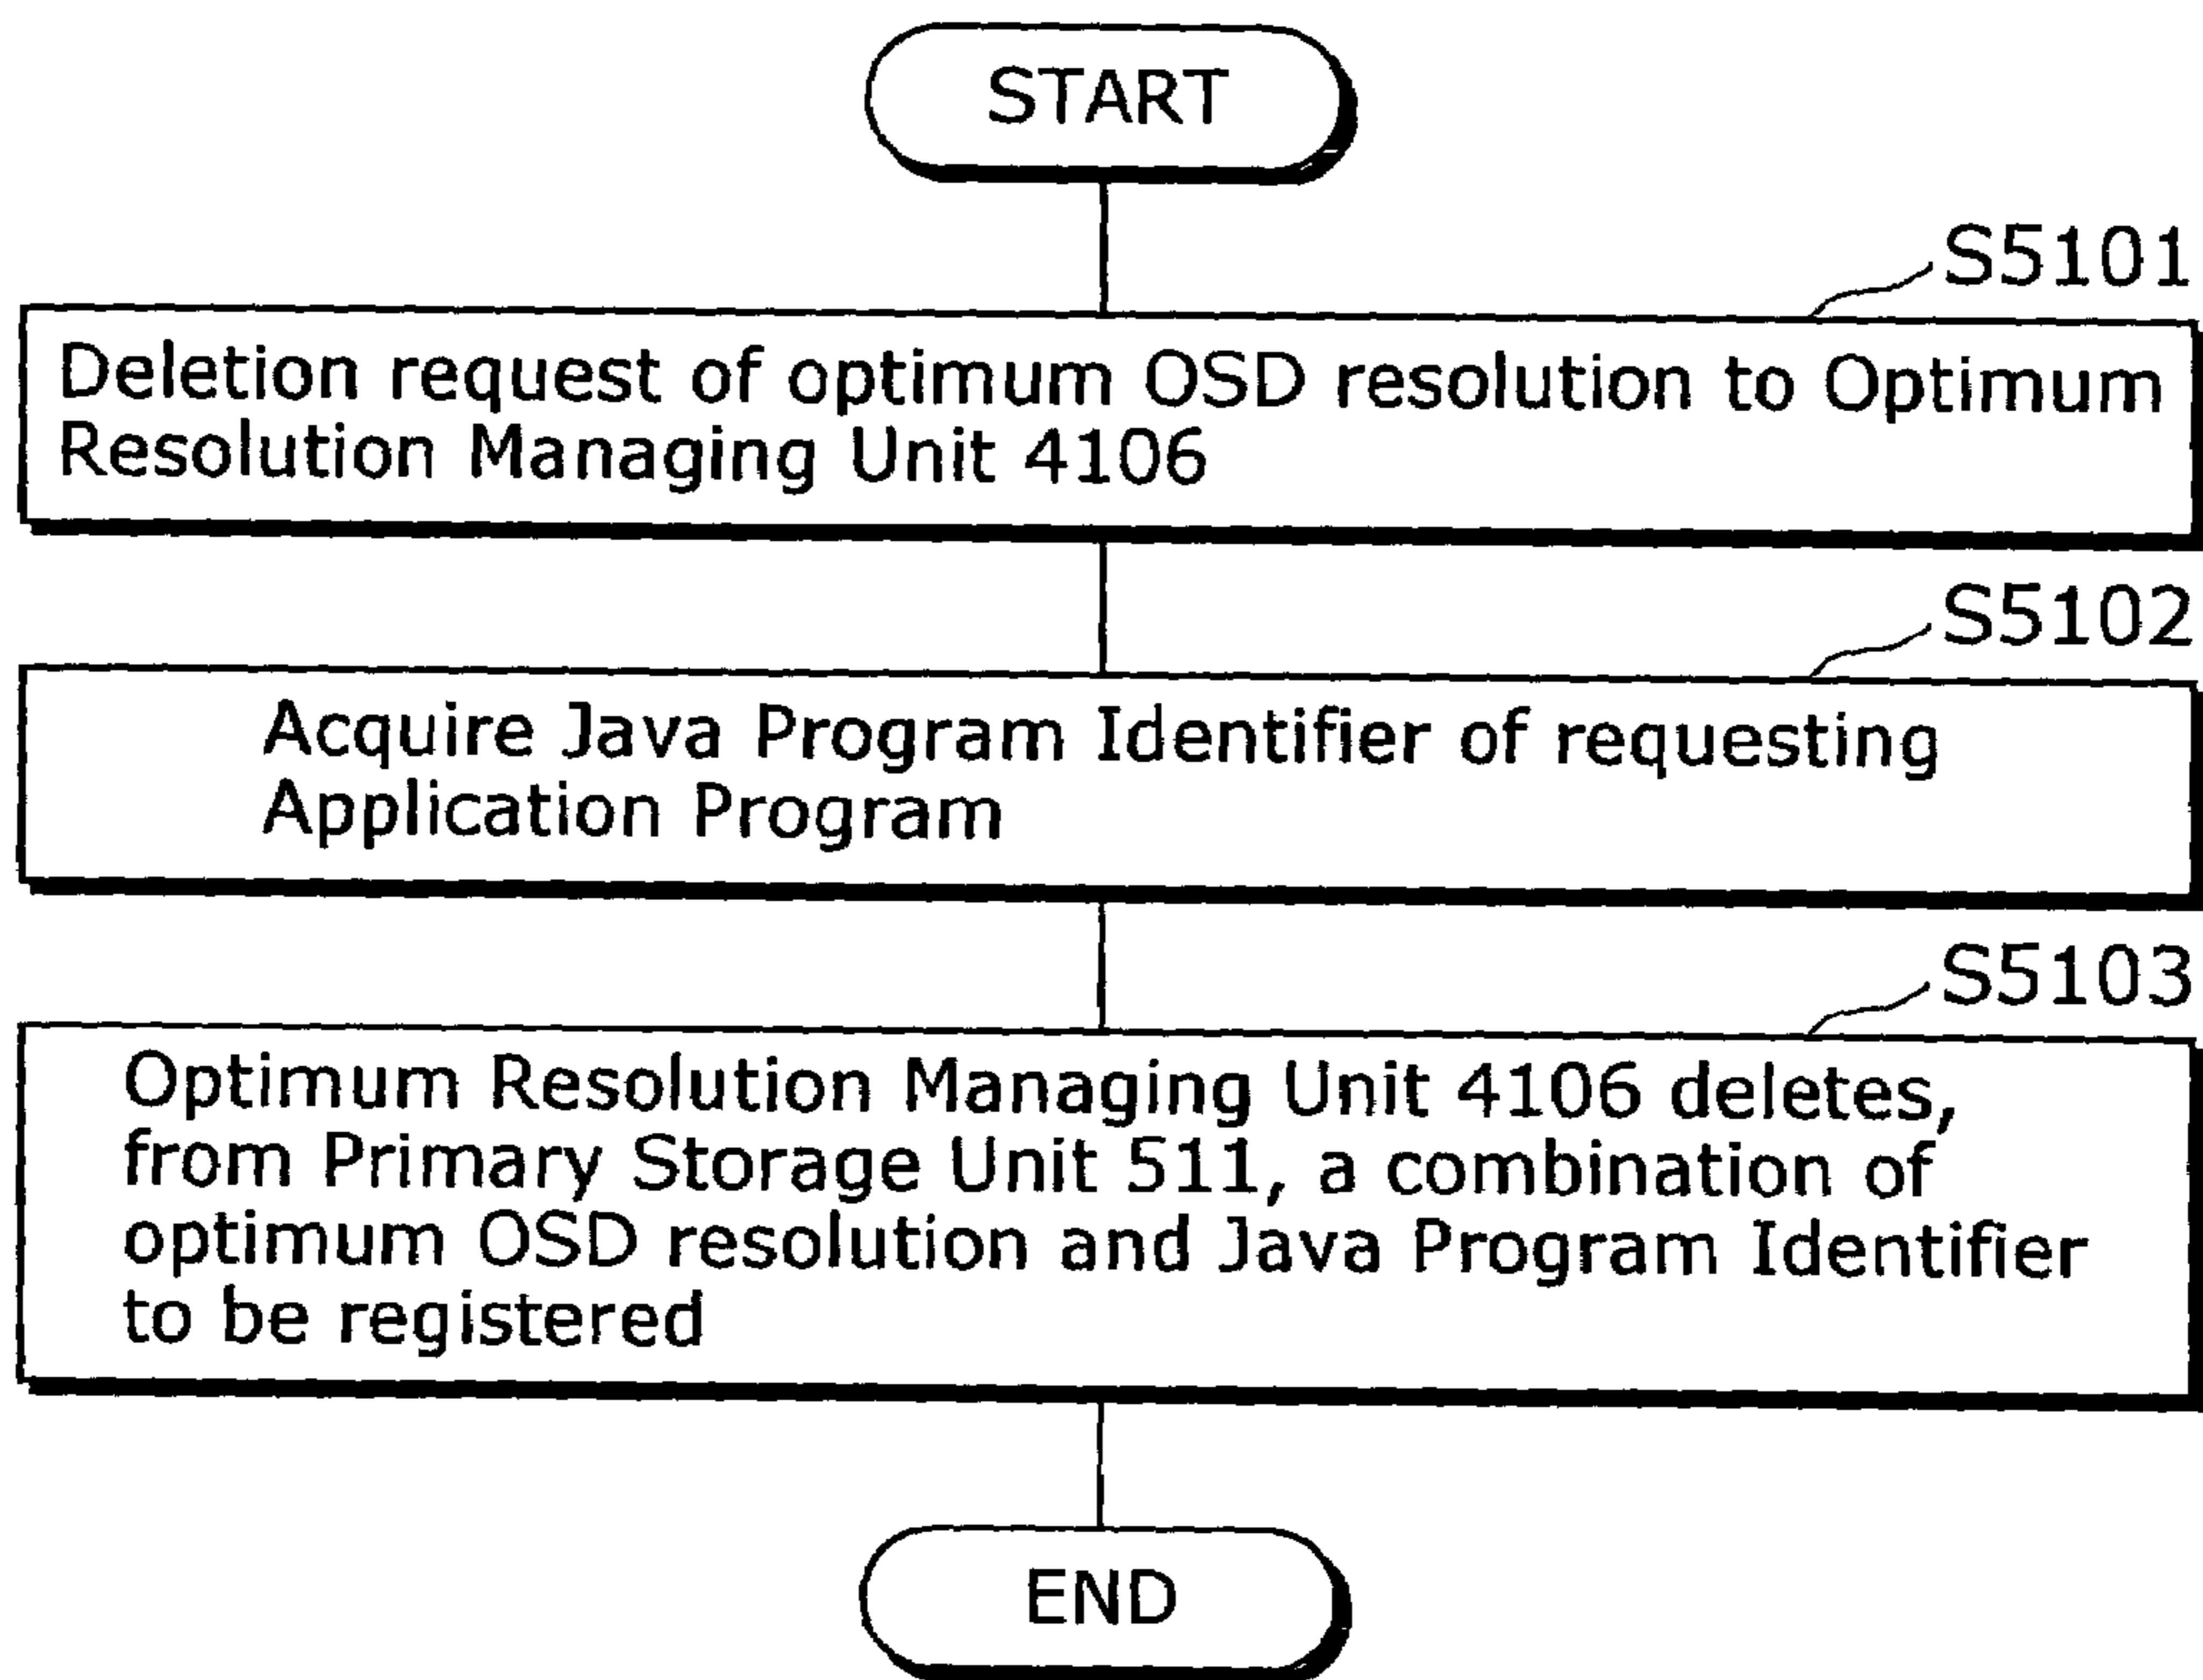 START
S5101
Deletion request of optimum OSD resolution to Optimum
Resolution Managing Unit 4106
S5102
Acquire Java Program Identifier of requesting
Application Program
S5103
Optimum Resolution Managing Unit 4106 deletes,
from Primary Storage Unit 511, a combination of
optimum OSD resolution and Java Program Identifier
to be registered
END